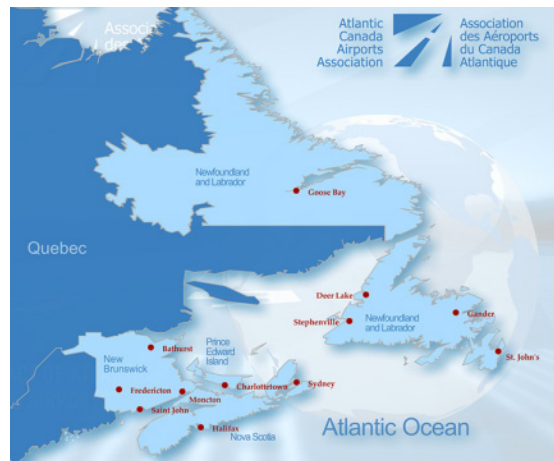 Atlantic
Canada
Airports
Association
Association
des Aéroports
du Canada
Atlantique
Associ
des
Newfoundland
and Labrador
Goose Bay
Quebec
Deer Lake
Newfoundland
and Labrador
Gander
Stephenville
St. John's
Bathurst
Prince
Edward
Island
New
Brunswick
Fredericton
Charlottetown
Sydney
Moncton
Saint John
Halifax
Nova Scotia
Atlantic Ocean